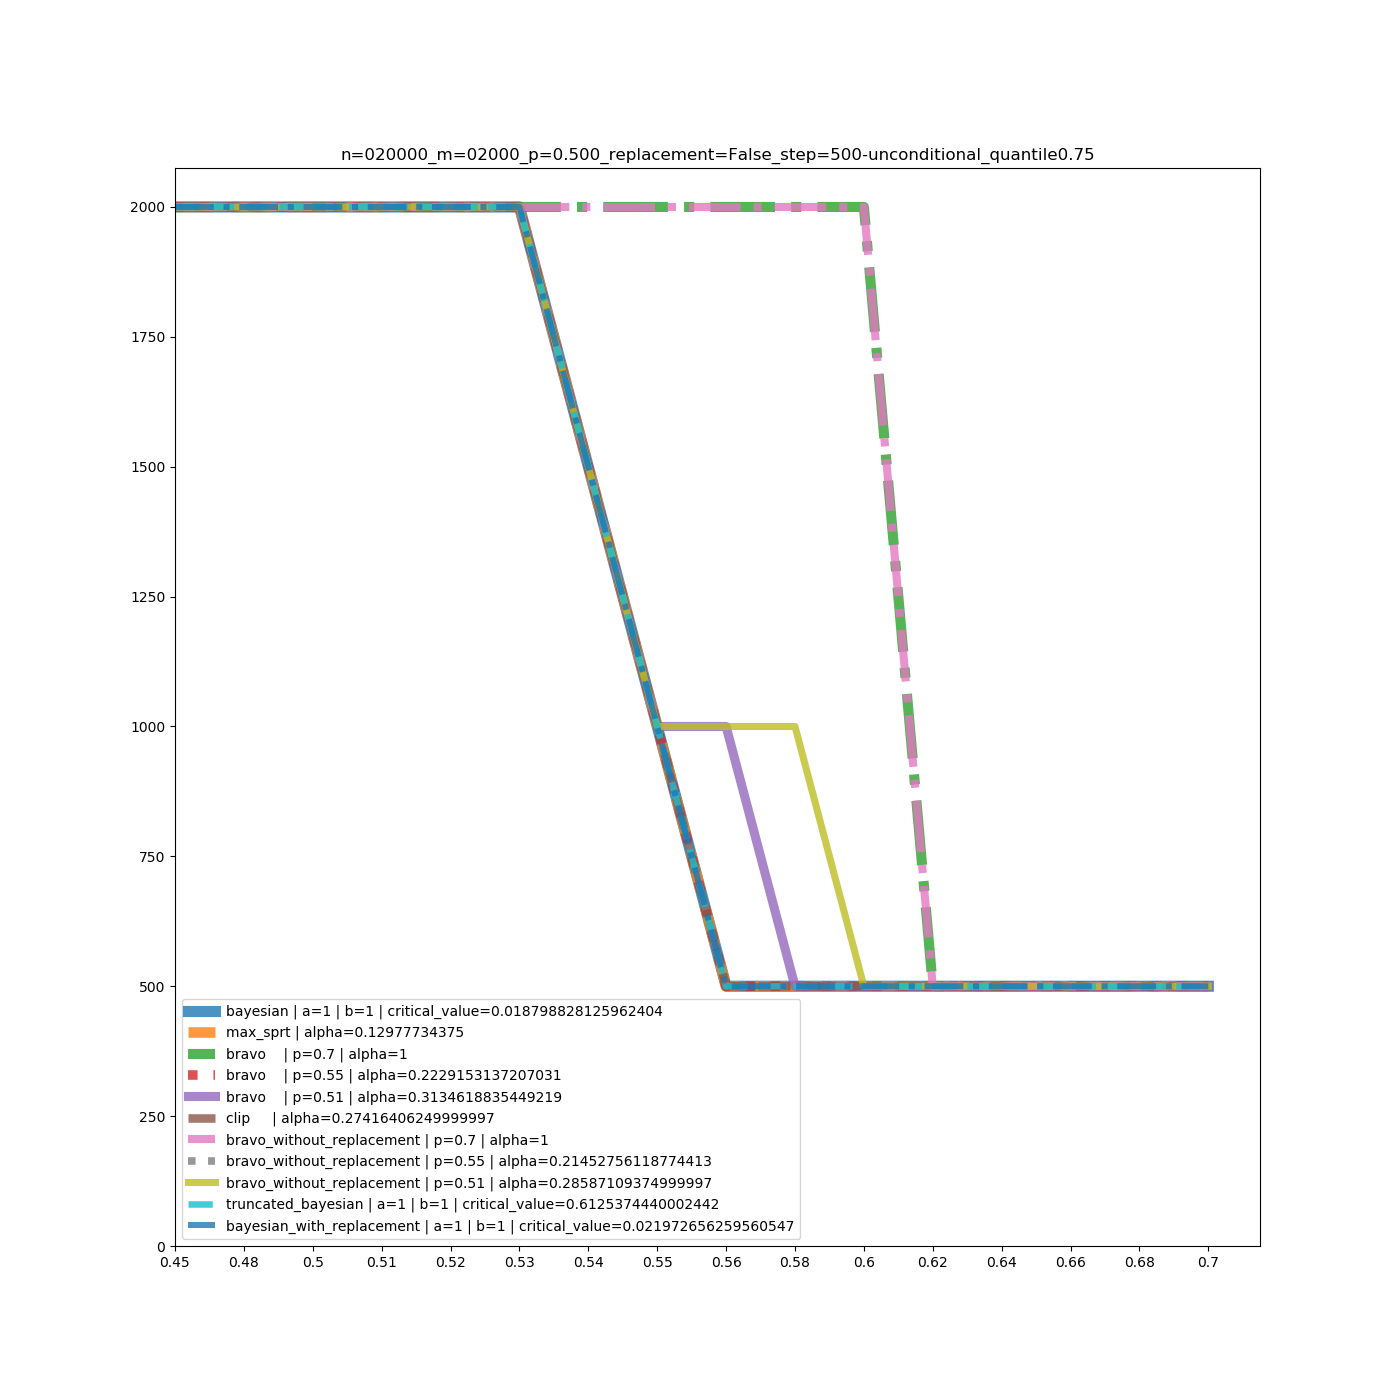 n=020000_m=02000_p=0.500_replacement=False_step=500-unconditional_quantile0.75
2000
1750
1500
1250
1000
750
500
250
0
bayesian | a=1 | b=1 | critical_value=0.018798828125962404
max_sprt | alpha=0.12977734375
bravo    | p=0.7 | alpha=1
bravo    | p=0.55 | alpha=0.2229153137207031
bravo    | p=0.51 | alpha=0.3134618835449219
clip     | alpha=0.27416406249999997
bravo_without_replacement | p=0.7 | alpha=1
bravo_without_replacement | p=0.55 | alpha=0.21452756118774413
bravo_without_replacement | p=0.51 | alpha=0.28587109374999997
truncated_bayesian | a=1 | b=1 | critical_value=0.6125374440002442
bayesian_with_replacement | a=1 | b=1 | critical_value=0.021972656259560547
0.45 0.48 0.5 0.51 0.52 0.53 0.54 0.55 0.56 0.58 0.6 0.62 0.64 0.66 0.68 0.7